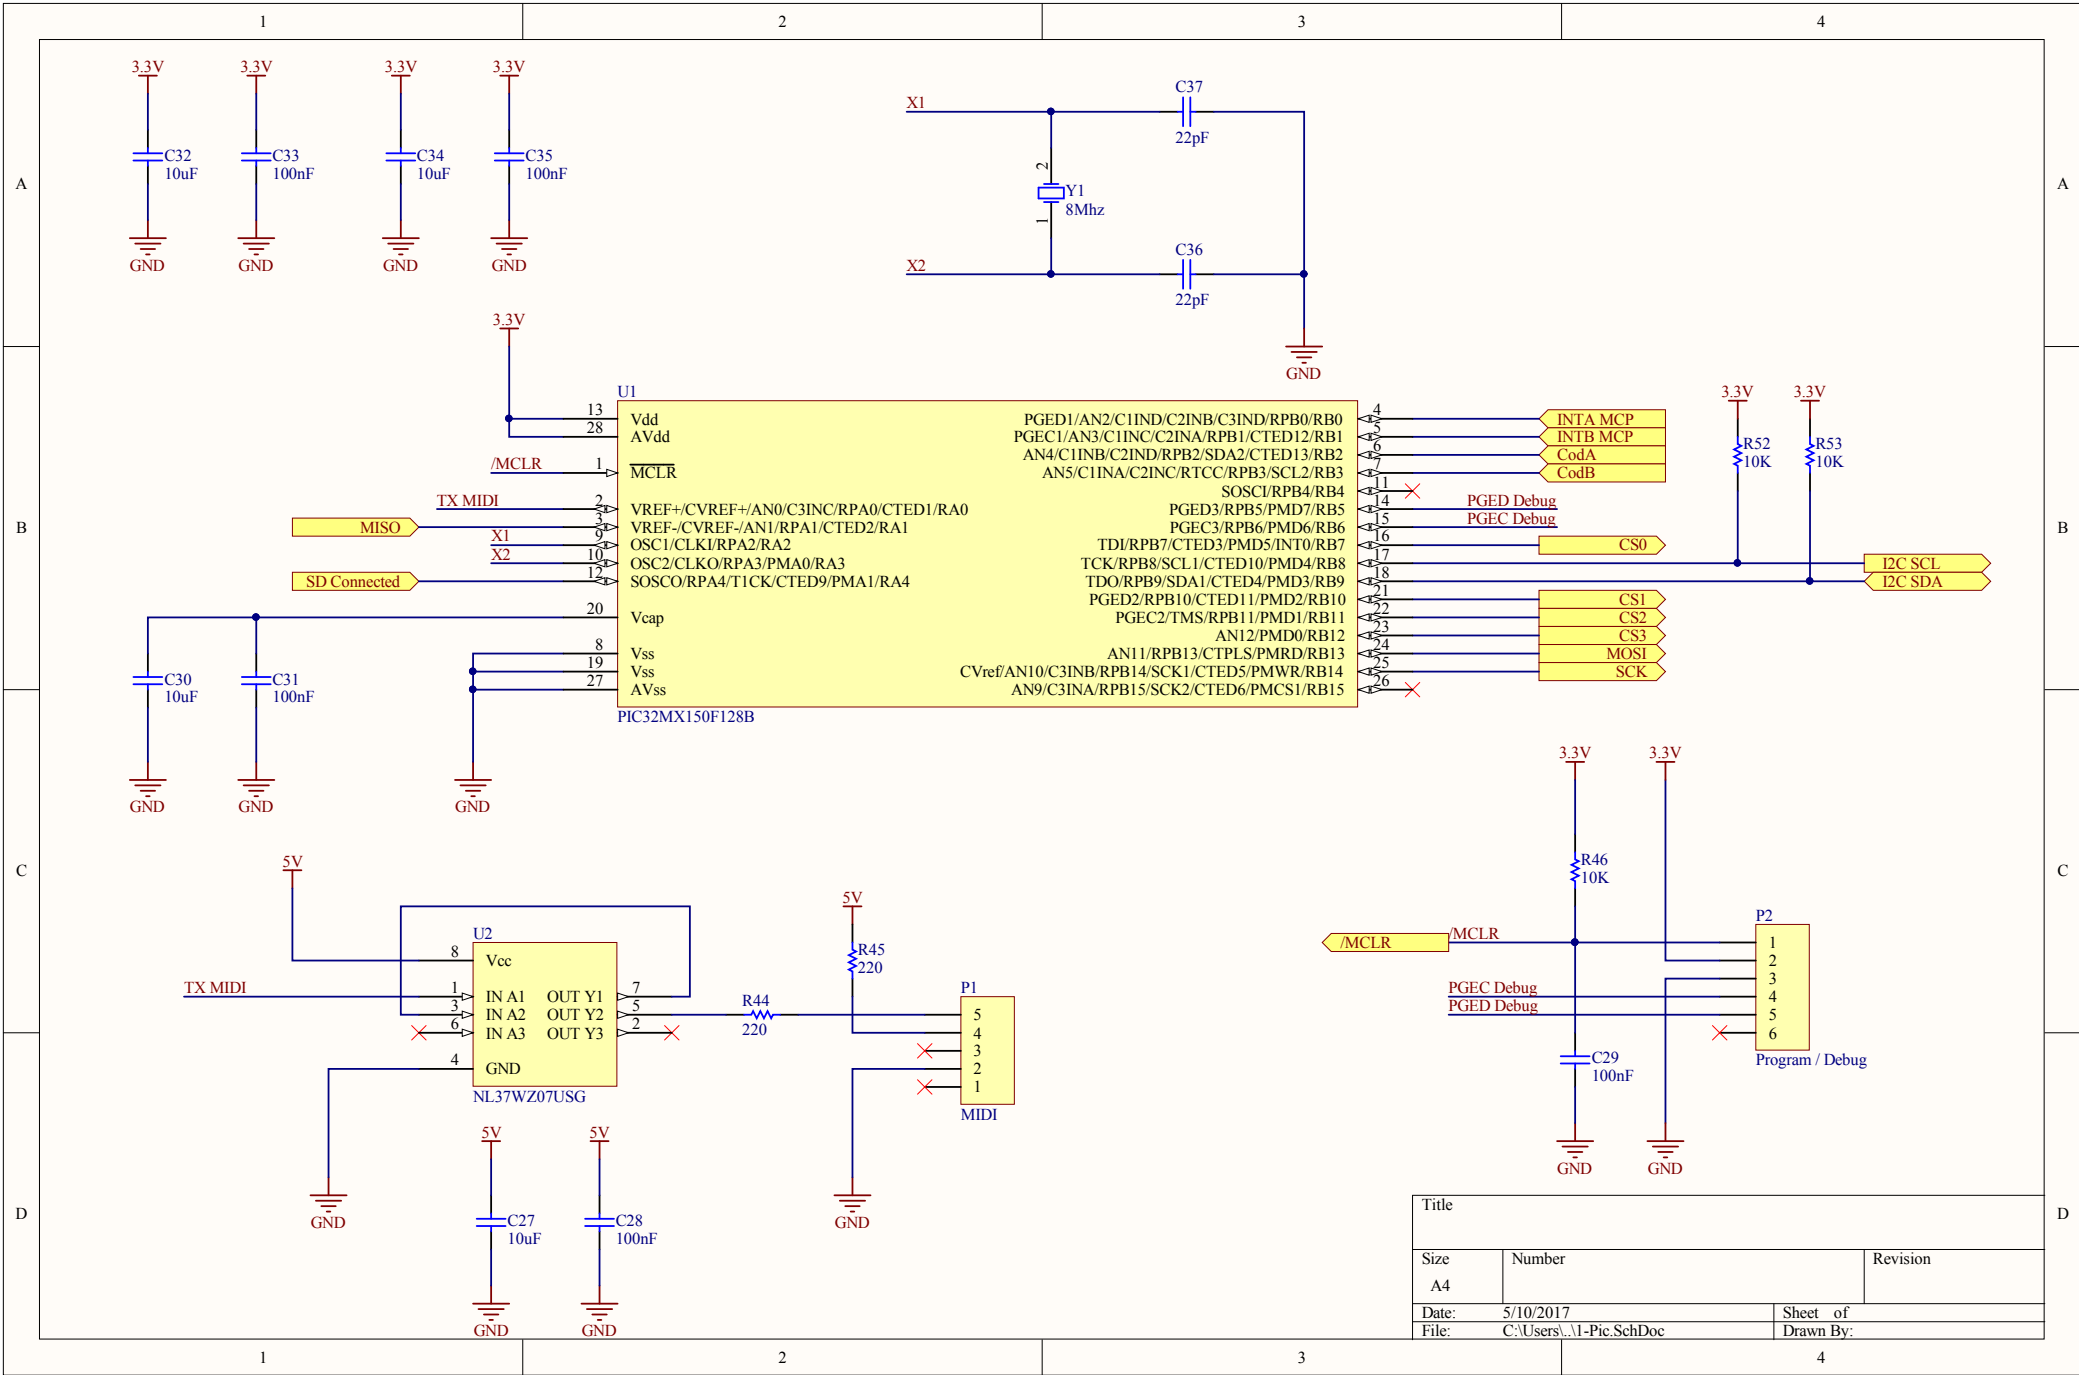 1 2 3 4
A
B
C
D
A
B
C
D
3.3V 3.3V 3.3V 3.3V
C32
10uF
C33
100nF
C34
10uF
C35
100nF
GND GND GND GND
X1
C37
22pF
2
Y1
8Mhz
1
X2
C36
22pF
GND
3.3V
U1
13 Vdd
28 AVdd
/MCLR 1 MCLR
TX MIDI 2 VREF+/CVREF+/AN0/C3INC/RPA0/CTED1/RA0
MISO 3 VREF-/CVREF-/AN1/RPA1/CTED2/RA1
X1 9 OSC1/CLKI/RPA2/RA2
X2 10 OSC2/CLKO/RPA3/PMA0/RA3
SD Connected 12 SOSCO/RPA4/T1CK/CTED9/PMA1/RA4
20 Vcap
8 Vss
19 Vss
27 AVss
PGED1/AN2/C1IND/C2INB/C3IND/RPB0/RB0 4 INTA MCP
PGEC1/AN3/C1INC/C2INA/RPB1/CTED12/RB1 5 INTB MCP
AN4/C1INB/C2IND/RPB2/SDA2/CTED13/RB2 6 CodA
AN5/C1INA/C2INC/RTCC/RPB3/SCL2/RB3 7 CodB
SOSCI/RPB4/RB4 11
PGED3/RPB5/PMD7/RB5 14 PGED Debug
PGEC3/RPB6/PMD6/RB6 15 PGEC Debug
TDI/RPB7/CTED3/PMD5/INT0/RB7 16 CS0
TCK/RPB8/SCL1/CTED10/PMD4/RB8 17 I2C SCL
TDO/RPB9/SDA1/CTED4/PMD3/RB9 18 I2C SDA
PGED2/RPB10/CTED11/PMD2/RB10 21 CS1
PGEC2/TMS/RPB11/PMD1/RB11 22 CS2
AN12/PMD0/RB12 23 CS3
AN11/RPB13/CTPLS/PMRD/RB13 24 MOSI
CVref/AN10/C3INB/RPB14/SCK1/CTED5/PMWR/RB14 25 SCK
AN9/C3INA/RPB15/SCK2/CTED6/PMCS1/RB15 26
PIC32MX150F128B
3.3V 3.3V
R52
10K
R53
10K
C30
10uF
C31
100nF
GND GND GND
5V
U2
8 Vcc
TX MIDI 1 IN A1 OUT Y1 7
3 IN A2 OUT Y2 5
6 IN A3 OUT Y3 2
4 GND
NL37WZ07USG
GND
R44
220
5V
R45
220
P1
5
4
3
2
1
MIDI
GND
5V 5V
C27
10uF
C28
100nF
GND GND
3.3V 3.3V
R46
10K
P2
/MCLR /MCLR 1
2
3
PGEC Debug 4
PGED Debug 5
6
Program / Debug
C29
100nF
GND GND
Title
Size Number Revision
A4
Date: 5/10/2017 Sheet of
File: C:\Users\..\1-Pic.SchDoc Drawn By:
1 2 3 4